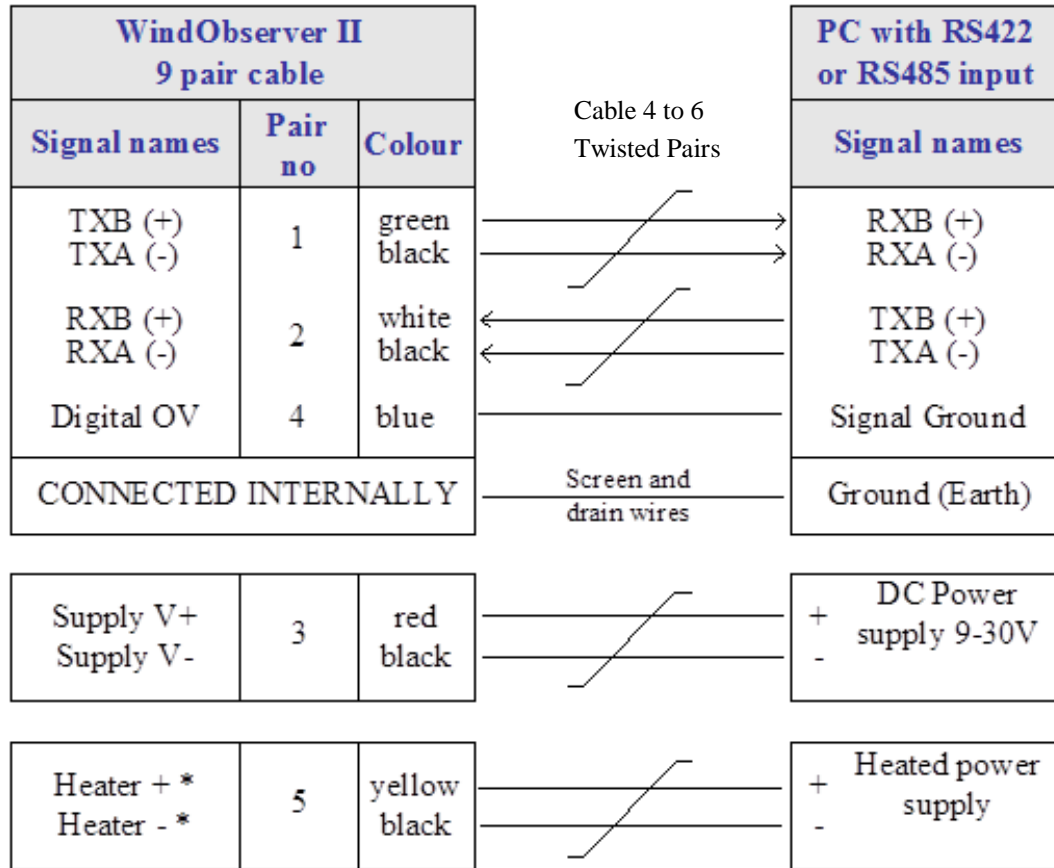 WindObserver II
9 pair cable
PC with RS422
or RS485 input
Signal names
Pair
no
Colour
Cable 4 to 6
Twisted Pairs
Signal names
TXB (+)
TXA (-)
1
green
black
RXB (+)
RXA (-)
RXB (+)
RXA (-)
2
white
black
TXB (+)
TXA (-)
Digital OV
4
blue
Signal Ground
CONNECTED INTERNALLY
Screen and
drain wires
Ground (Earth)
Supply V+
Supply V-
3
red
black
+
-
DC Power
supply 9-30V
Heater + *
Heater - *
5
yellow
black
+
-
Heated power
supply